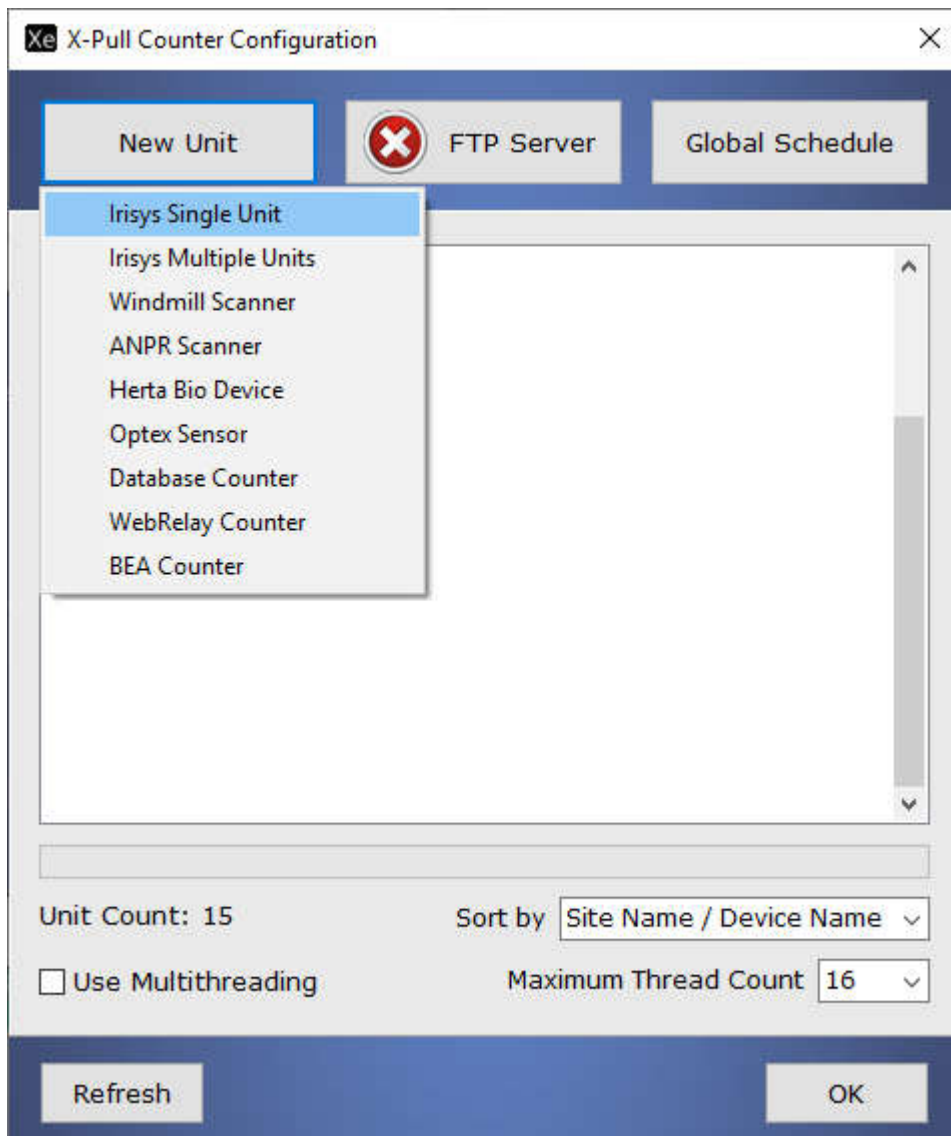 Xe X-Pull Counter Configuration
New Unit
FTP Server
Global Schedule
Irisys Single Unit
Irisys Multiple Units
Windmill Scanner
ANPR Scanner
Herta Bio Device
Optex Sensor
Database Counter
WebRelay Counter
BEA Counter
Unit Count: 15
Sort by Site Name / Device Name
Use Multithreading
Maximum Thread Count 16
Refresh
OK